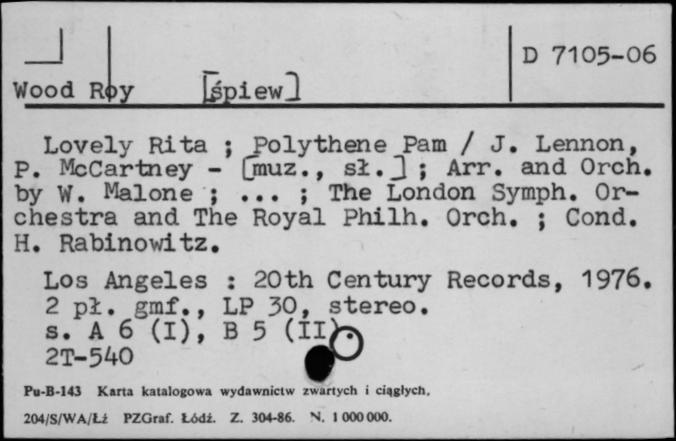 D 7105-06
Wood Roy [śpiew]
Lovely Rita ; Polythene Pam / J. Lennon,
P. McCartney - [muz., sł.] ; Arr. and Orch.
by W. Malone ; ... ; The London Symph. Or-
chestra and The Royal Philh. Orch. ; Cond.
H. Rabinowitz.
Los Angeles : 20th Century Records, 1976.
2 pł. gmf., LP 30, stereo.
s. A 6 (I), B 5 (II).
2T-540
Pu-B-143 Karta katalogowa wydawnictw zwartych i ciągłych.
204/S/WA/Łź PZGraf. Łódź. Z. 304-86. N. 1 000 000.